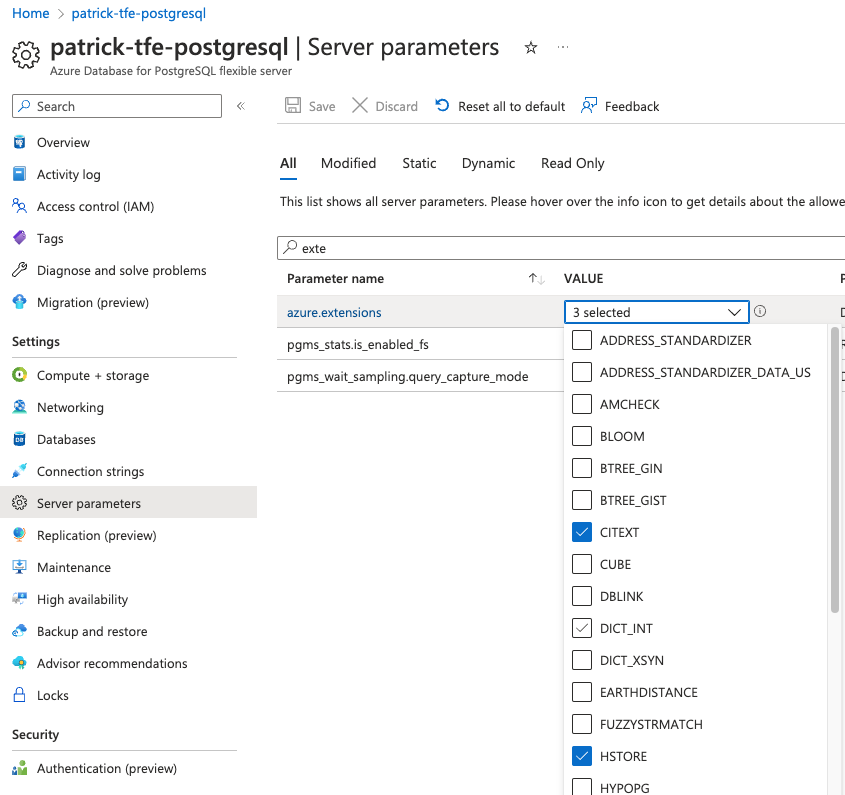 Home > patrick-tfe-postgresql
patrick-tfe-postgresql | Server parameters
Azure Database for PostgreSQL flexible server
Search
Save Discard Reset all to default Feedback
Overview
Activity log
Access control (IAM)
Tags
Diagnose and solve problems
Migration (preview)
Settings
Compute + storage
Networking
Databases
Connection strings
Server parameters
Replication (preview)
Maintenance
High availability
Backup and restore
Advisor recommendations
Locks
Security
Authentication (preview)
All Modified Static Dynamic Read Only
This list shows all server parameters. Please hover over the info icon to get details about the allowe
exte
Parameter name VALUE
azure.extensions 3 selected
pgms_stats.is_enabled_fs
pgms_wait_sampling.query_capture_mode
ADDRESS_STANDARDIZER
ADDRESS_STANDARDIZER_DATA_US
AMCHECK
BLOOM
BTREE_GIN
BTREE_GIST
CITEXT
CUBE
DBLINK
DICT_INT
DICT_XSYN
EARTHDISTANCE
FUZZYSTRMATCH
HSTORE
HYPOPG